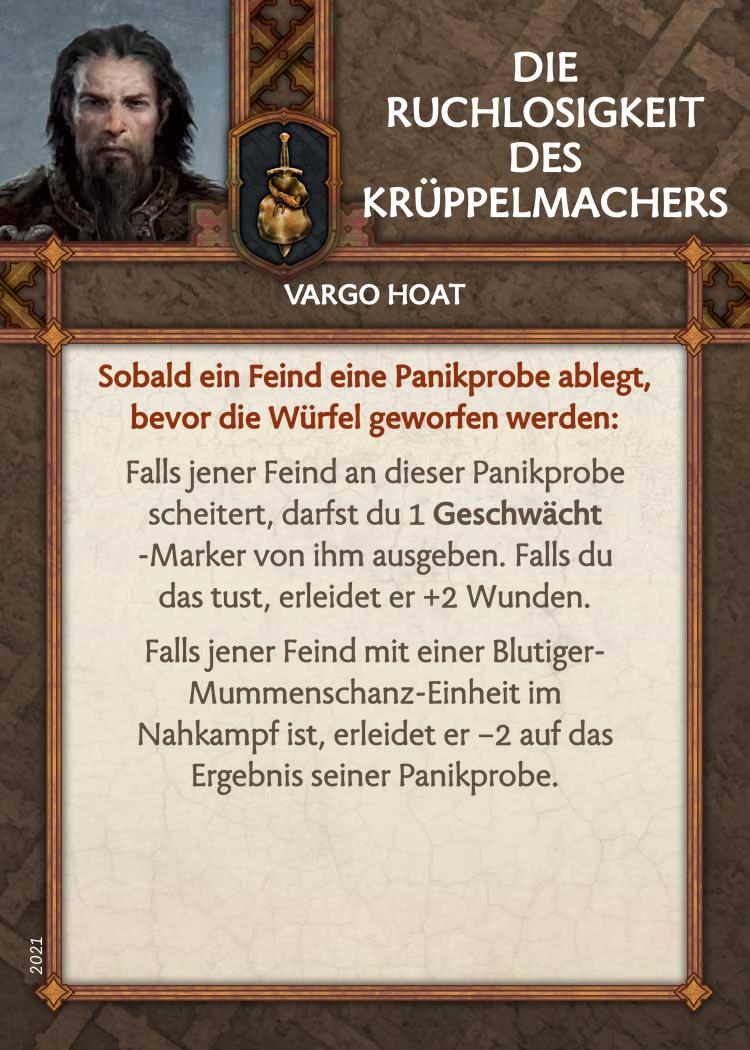 DIE
RUCHLOSIGKEIT
DES
KRÜPPELMACHERS
VARGO HOAT
Sobald ein Feind eine Panikprobe ablegt,
bevor die Würfel geworfen werden:
Falls jener Feind an dieser Panikprobe
scheitert, darfst du 1 Geschwächt
-Marker von ihm ausgeben. Falls du
das tust, erleidet er +2 Wunden.
Falls jener Feind mit einer Blutiger-
Mummenschanz-Einheit im
Nahkampf ist, erleidet er −2 auf das
Ergebnis seiner Panikprobe.
2021